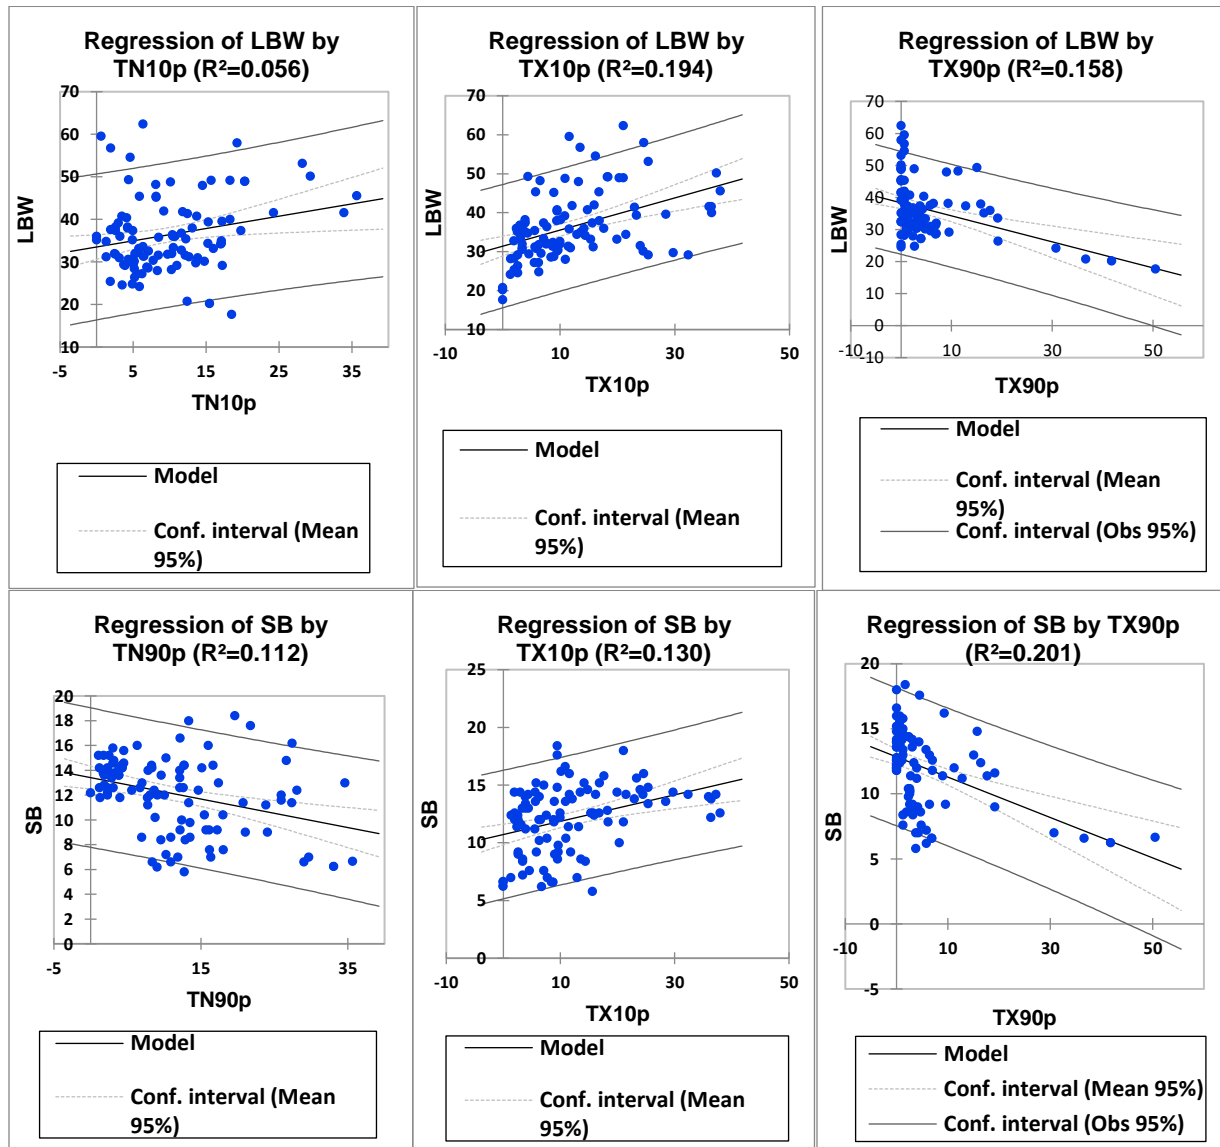 Regression of LBW by
TN10p (R²=0.056)
70
60
50
40
30
20
10
-5
5
15
25
35
LBW
TN10p
Model
Conf. interval (Mean
95%)
Regression of LBW by
TX10p (R²=0.194)
70
60
50
40
30
20
10
-10
10
30
50
LBW
TX10p
Model
Conf. interval (Mean
95%)
Regression of LBW by
TX90p (R²=0.158)
70
60
50
40
30
20
10
0
-10
-10
10
30
50
LBW
TX90p
Model
Conf. interval (Mean
95%)
Conf. interval (Obs 95%)
Regression of SB by
TN90p (R²=0.112)
20
18
16
14
12
10
8
6
4
2
0
-5
15
35
SB
TN90p
Model
Conf. interval (Mean
95%)
Regression of SB by
TX10p (R²=0.130)
25
20
15
10
5
0
-10
10
30
50
SB
TX10p
Model
Conf. interval (Mean
95%)
Regression of SB by TX90p
(R²=0.201)
20
15
10
5
0
-5
-10
10
30
50
SB
TX90p
Model
Conf. interval (Mean 95%)
Conf. interval (Obs 95%)